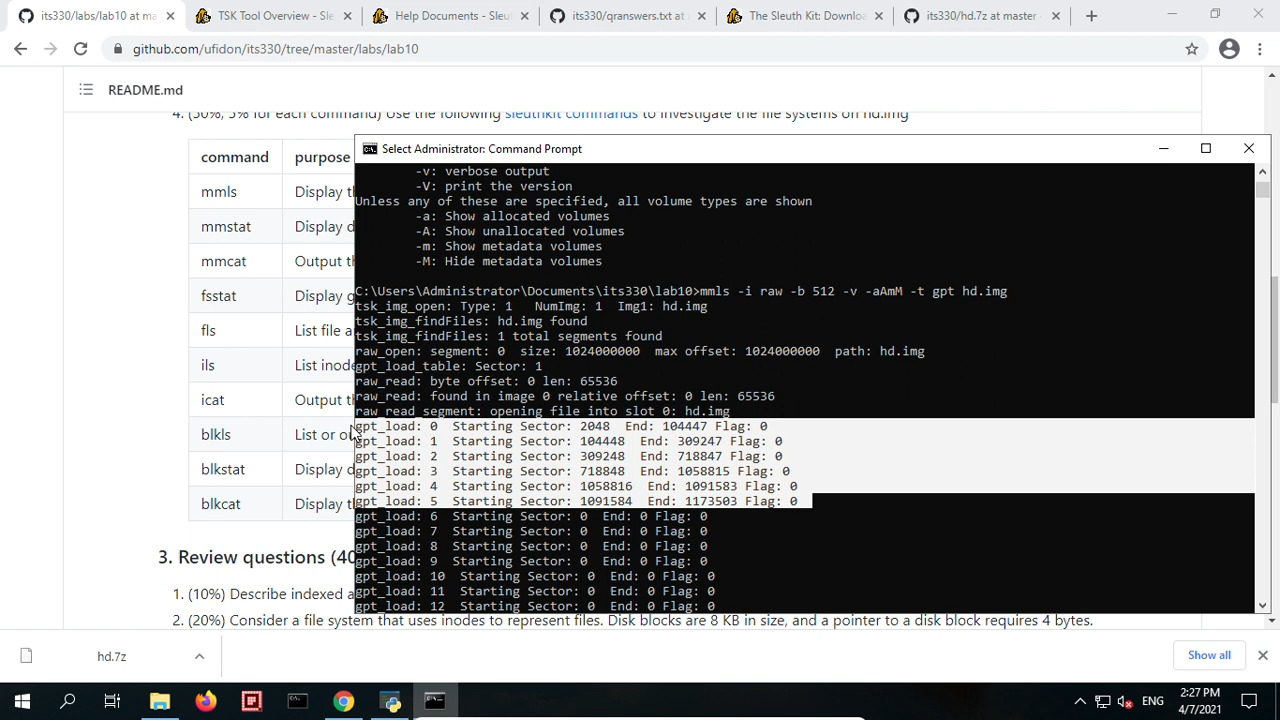 its330/labs/lab10 at ma
TSK Tool Overview - Sle
Help Documents - Sleut
its330/qranswers.txt at
The Sleuth Kit: Downloa
its330/hd.7z at master ·
github.com/ufidon/its330/tree/master/labs/lab10
README.md
4. (50%, 5% for each command) Use the following sleuthkit commands to investigate the file systems on hd.img
command purpose
mmls Display th
mmstat Display d
mmcat Output th
fsstat Display g
fls List file a
ils List inode
icat Output th
blkls List or ou
blkstat Display d
blkcat Display th
Select Administrator: Command Prompt
-v: verbose output
-V: print the version
Unless any of these are specified, all volume types are shown
-a: Show allocated volumes
-A: Show unallocated volumes
-m: Show metadata volumes
-M: Hide metadata volumes
C:\Users\Administrator\Documents\its330\lab10>mmls -i raw -b 512 -v -aAmM -t gpt hd.img
tsk_img_open: Type: 1 NumImg: 1 Img1: hd.img
tsk_img_findFiles: hd.img found
tsk_img_findFiles: 1 total segments found
raw_open: segment: 0 size: 1024000000 max offset: 1024000000 path: hd.img
gpt_load_table: Sector: 1
raw_read: byte offset: 0 len: 65536
raw_read: found in image 0 relative offset: 0 len: 65536
raw_read_segment: opening file into slot 0: hd.img
gpt_load: 0 Starting Sector: 2048 End: 104447 Flag: 0
gpt_load: 1 Starting Sector: 104448 End: 309247 Flag: 0
gpt_load: 2 Starting Sector: 309248 End: 718847 Flag: 0
gpt_load: 3 Starting Sector: 718848 End: 1058815 Flag: 0
gpt_load: 4 Starting Sector: 1058816 End: 1091583 Flag: 0
gpt_load: 5 Starting Sector: 1091584 End: 1173503 Flag: 0
gpt_load: 6 Starting Sector: 0 End: 0 Flag: 0
gpt_load: 7 Starting Sector: 0 End: 0 Flag: 0
gpt_load: 8 Starting Sector: 0 End: 0 Flag: 0
gpt_load: 9 Starting Sector: 0 End: 0 Flag: 0
gpt_load: 10 Starting Sector: 0 End: 0 Flag: 0
gpt_load: 11 Starting Sector: 0 End: 0 Flag: 0
gpt_load: 12 Starting Sector: 0 End: 0 Flag: 0
3. Review questions (40
1. (10%) Describe indexed a
2. (20%) Consider a file system that uses inodes to represent files. Disk blocks are 8 KB in size, and a pointer to a disk block requires 4 bytes.
hd.7z
Show all
ENG
2:27 PM
4/7/2021